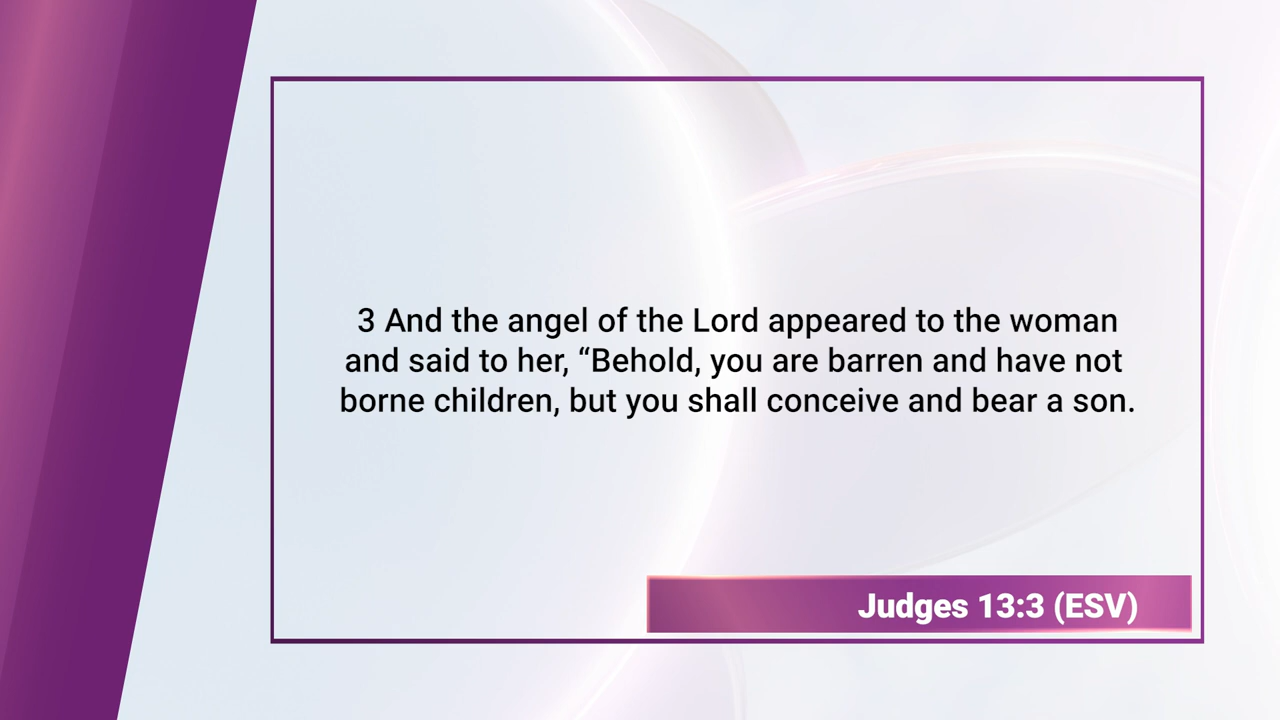 3 And the angel of the Lord appeared to the woman
and said to her, “Behold, you are barren and have not
borne children, but you shall conceive and bear a son.
Judges 13:3 (ESV)